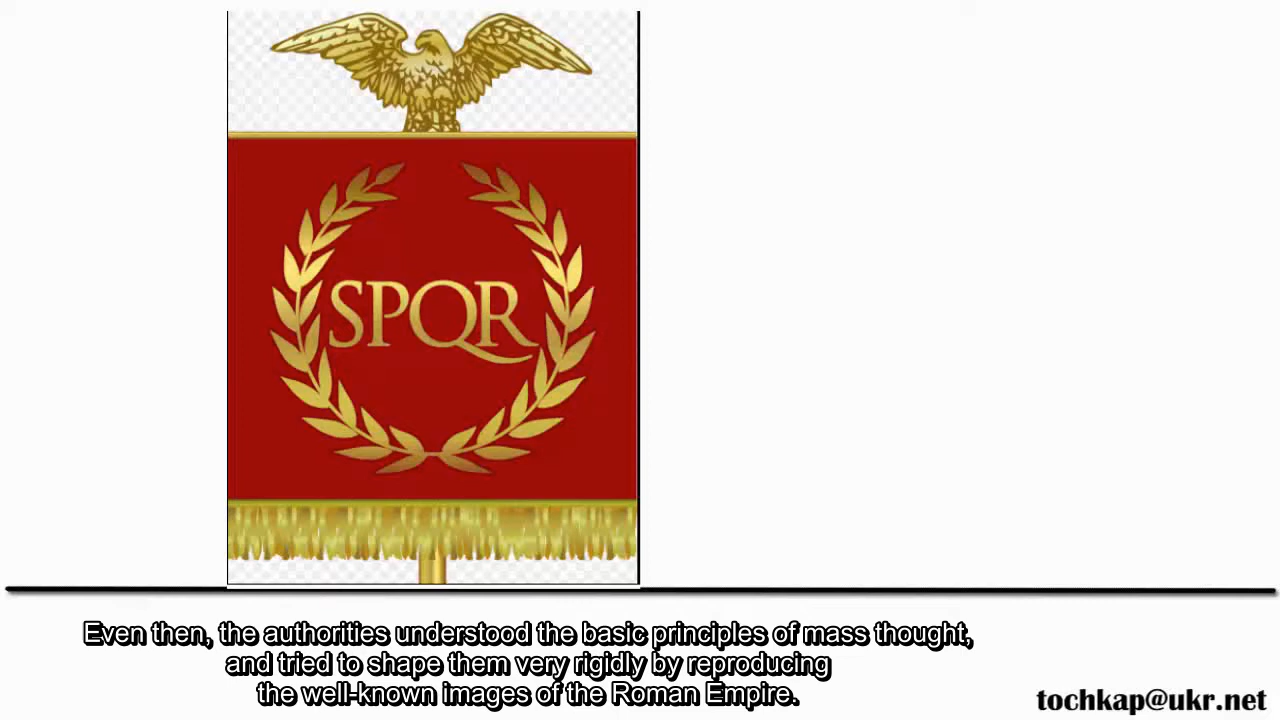 SPQR
Even then, the authorities understood the basic principles of mass thought,
and tried to shape them very rigidly by reproducing
the well-known images of the Roman Empire.
tochkap@ukr.net